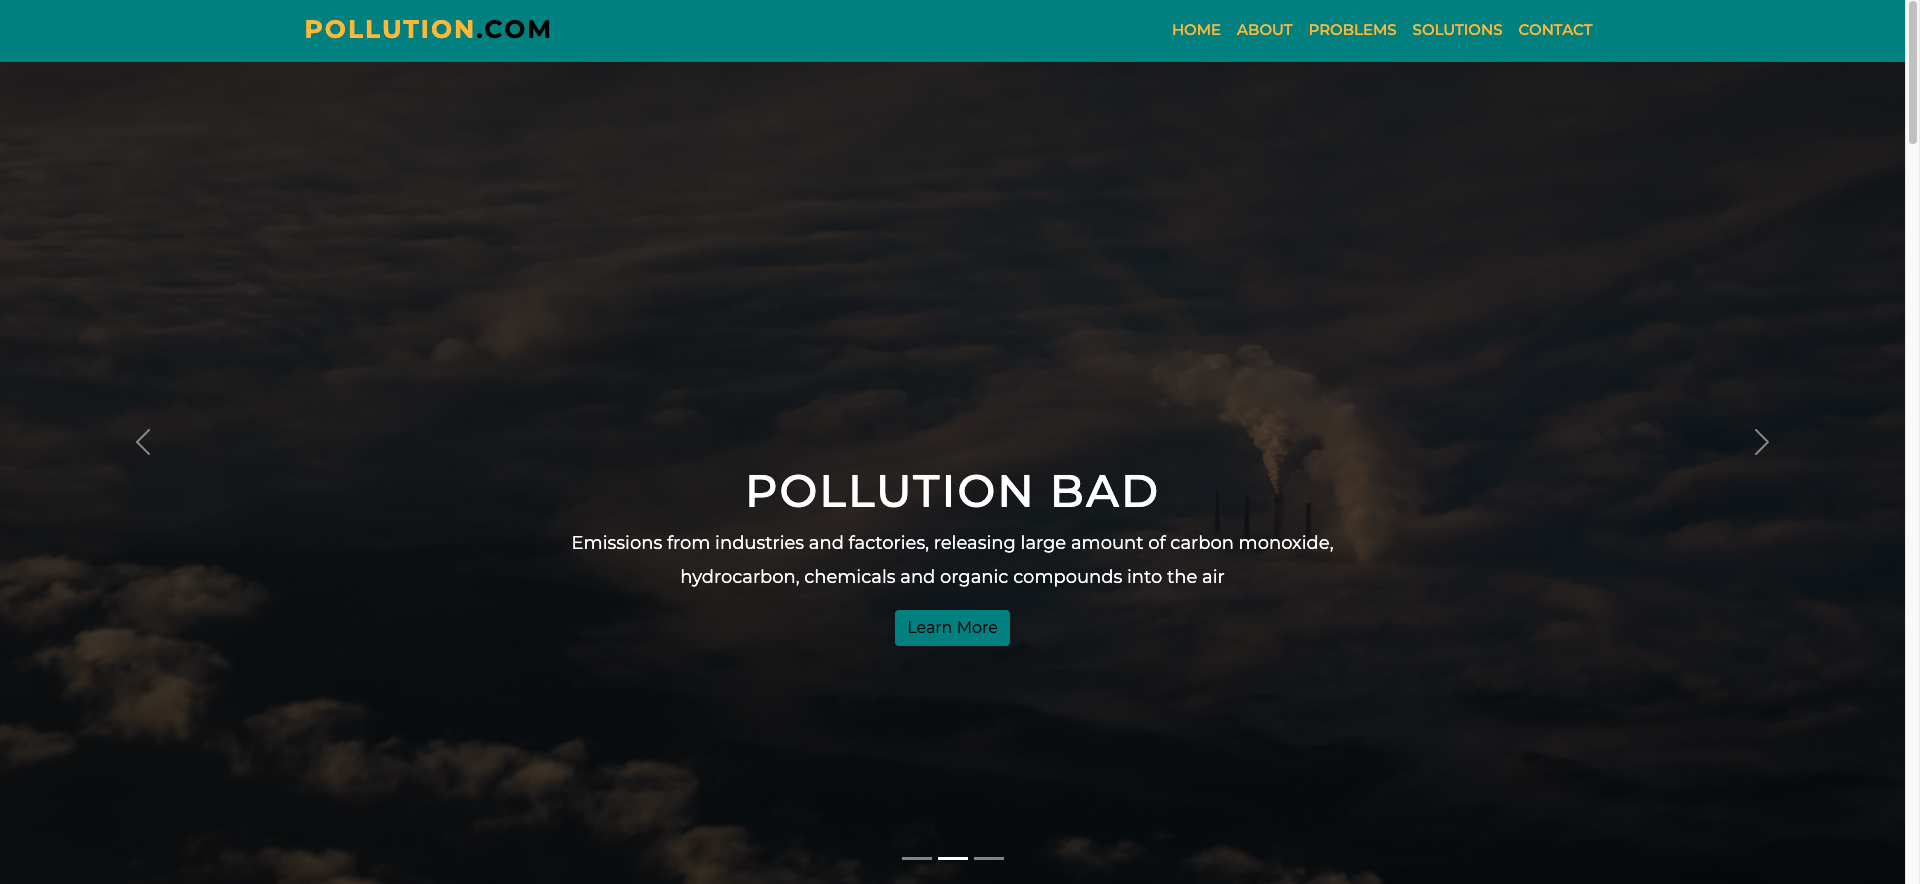 POLLUTION.COM
HOME ABOUT PROBLEMS SOLUTIONS CONTACT
POLLUTION BAD
Emissions from industries and factories, releasing large amount of carbon monoxide,
hydrocarbon, chemicals and organic compounds into the air
Learn More